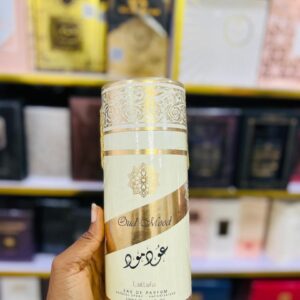 Oud Mood
عود مود
Lattafa
EAU DE PARFUM